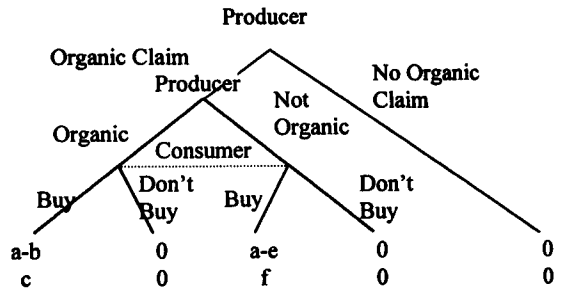 Producer
Organic Claim
No Organic
Claim
Producer
Not
Organic
Organic
Consumer
Buy
Don't
Buy
Buy
Don't
Buy
a-b 0 a-e 0 0
c 0 f 0 0